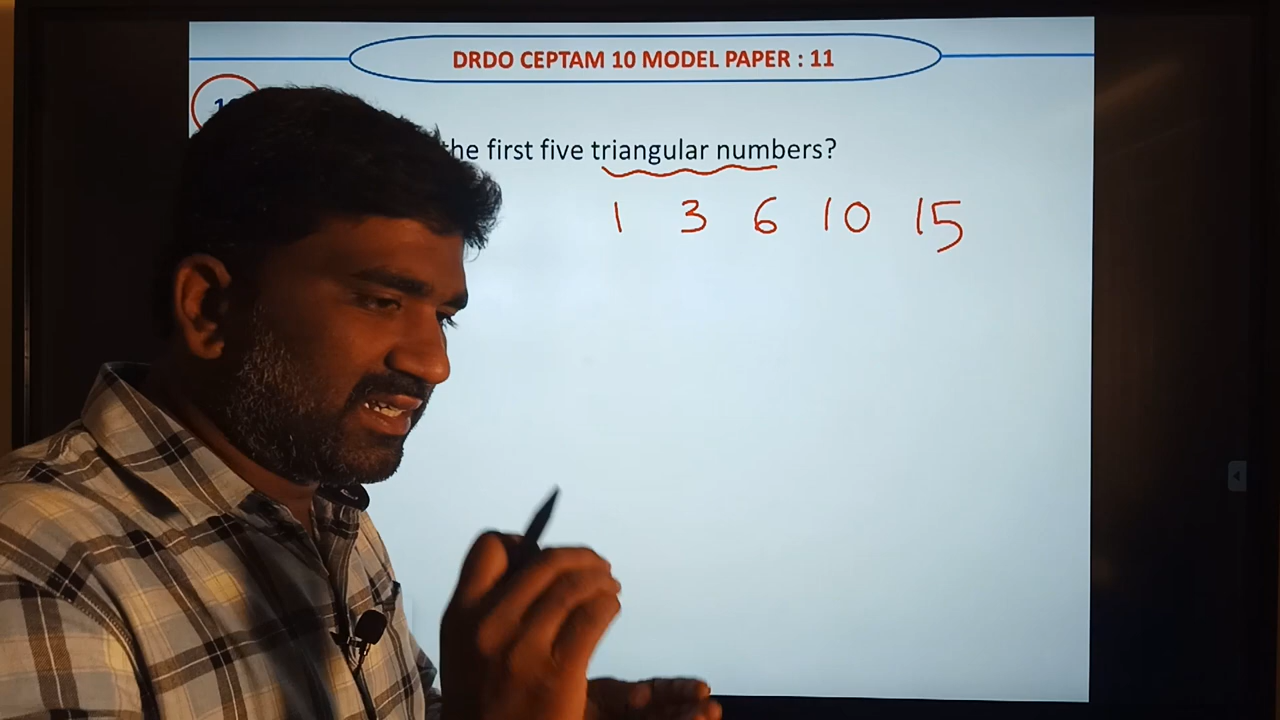 DRDO CEPTAM 10 MODEL PAPER : 11
the first five triangular numbers?
1 3 6 10 15